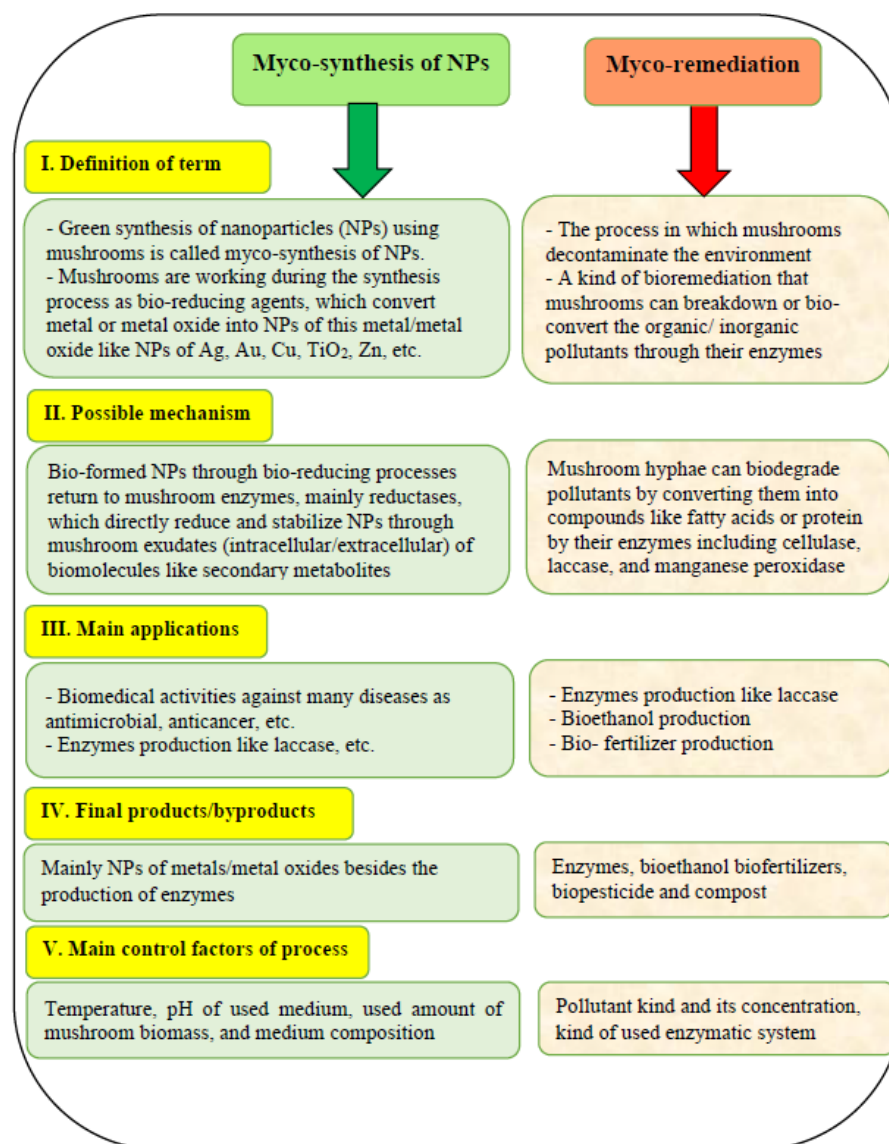 Myco-synthesis of NPs
Myco-remediation
I. Definition of term
- Green synthesis of nanoparticles (NPs) using
mushrooms is called myco-synthesis of NPs.
- Mushrooms are working during the synthesis
process as bio-reducing agents, which convert
metal or metal oxide into NPs of this metal/metal
oxide like NPs of Ag, Au, Cu, TiO₂, Zn, etc.
- The process in which mushrooms
decontaminate the environment
- A kind of bioremediation that
mushrooms can breakdown or bio-
convert the organic/ inorganic
pollutants through their enzymes
II. Possible mechanism
Bio-formed NPs through bio-reducing processes
return to mushroom enzymes, mainly reductases,
which directly reduce and stabilize NPs through
mushroom exudates (intracellular/extracellular) of
biomolecules like secondary metabolites
Mushroom hyphae can biodegrade
pollutants by converting them into
compounds like fatty acids or protein
by their enzymes including cellulase,
laccase, and manganese peroxidase
III. Main applications
- Biomedical activities against many diseases as
antimicrobial, anticancer, etc.
- Enzymes production like laccase, etc.
- Enzymes production like laccase
- Bioethanol production
- Bio- fertilizer production
IV. Final products/byproducts
Mainly NPs of metals/metal oxides besides the
production of enzymes
Enzymes, bioethanol biofertilizers,
biopesticide and compost
V. Main control factors of process
Temperature, pH of used medium, used amount of
mushroom biomass, and medium composition
Pollutant kind and its concentration,
kind of used enzymatic system